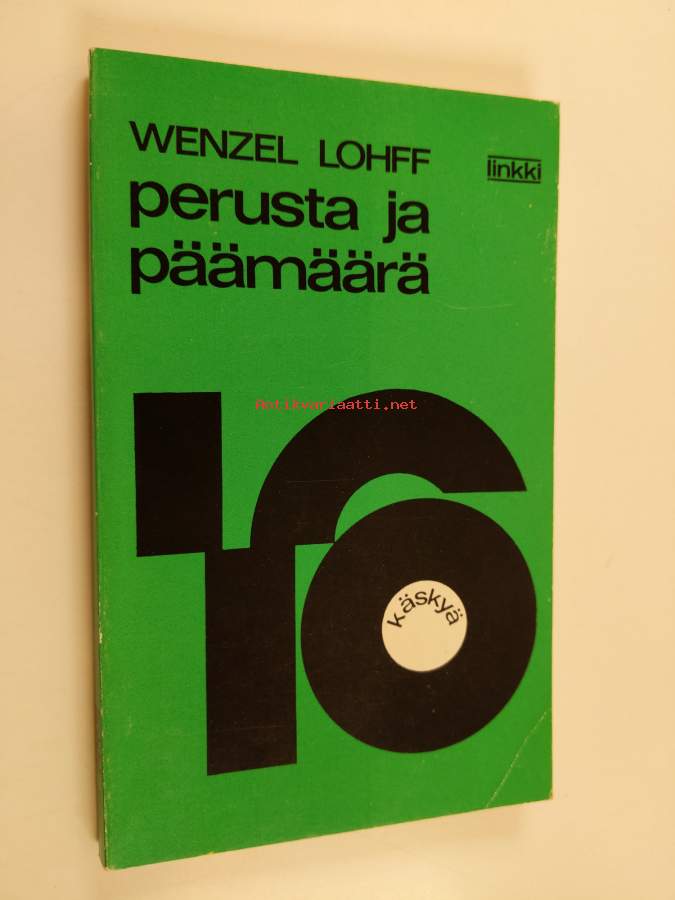 WENZEL LOHFF
linkki
perusta ja
päämäärä
Antikvariaatti.net
10
käskyä